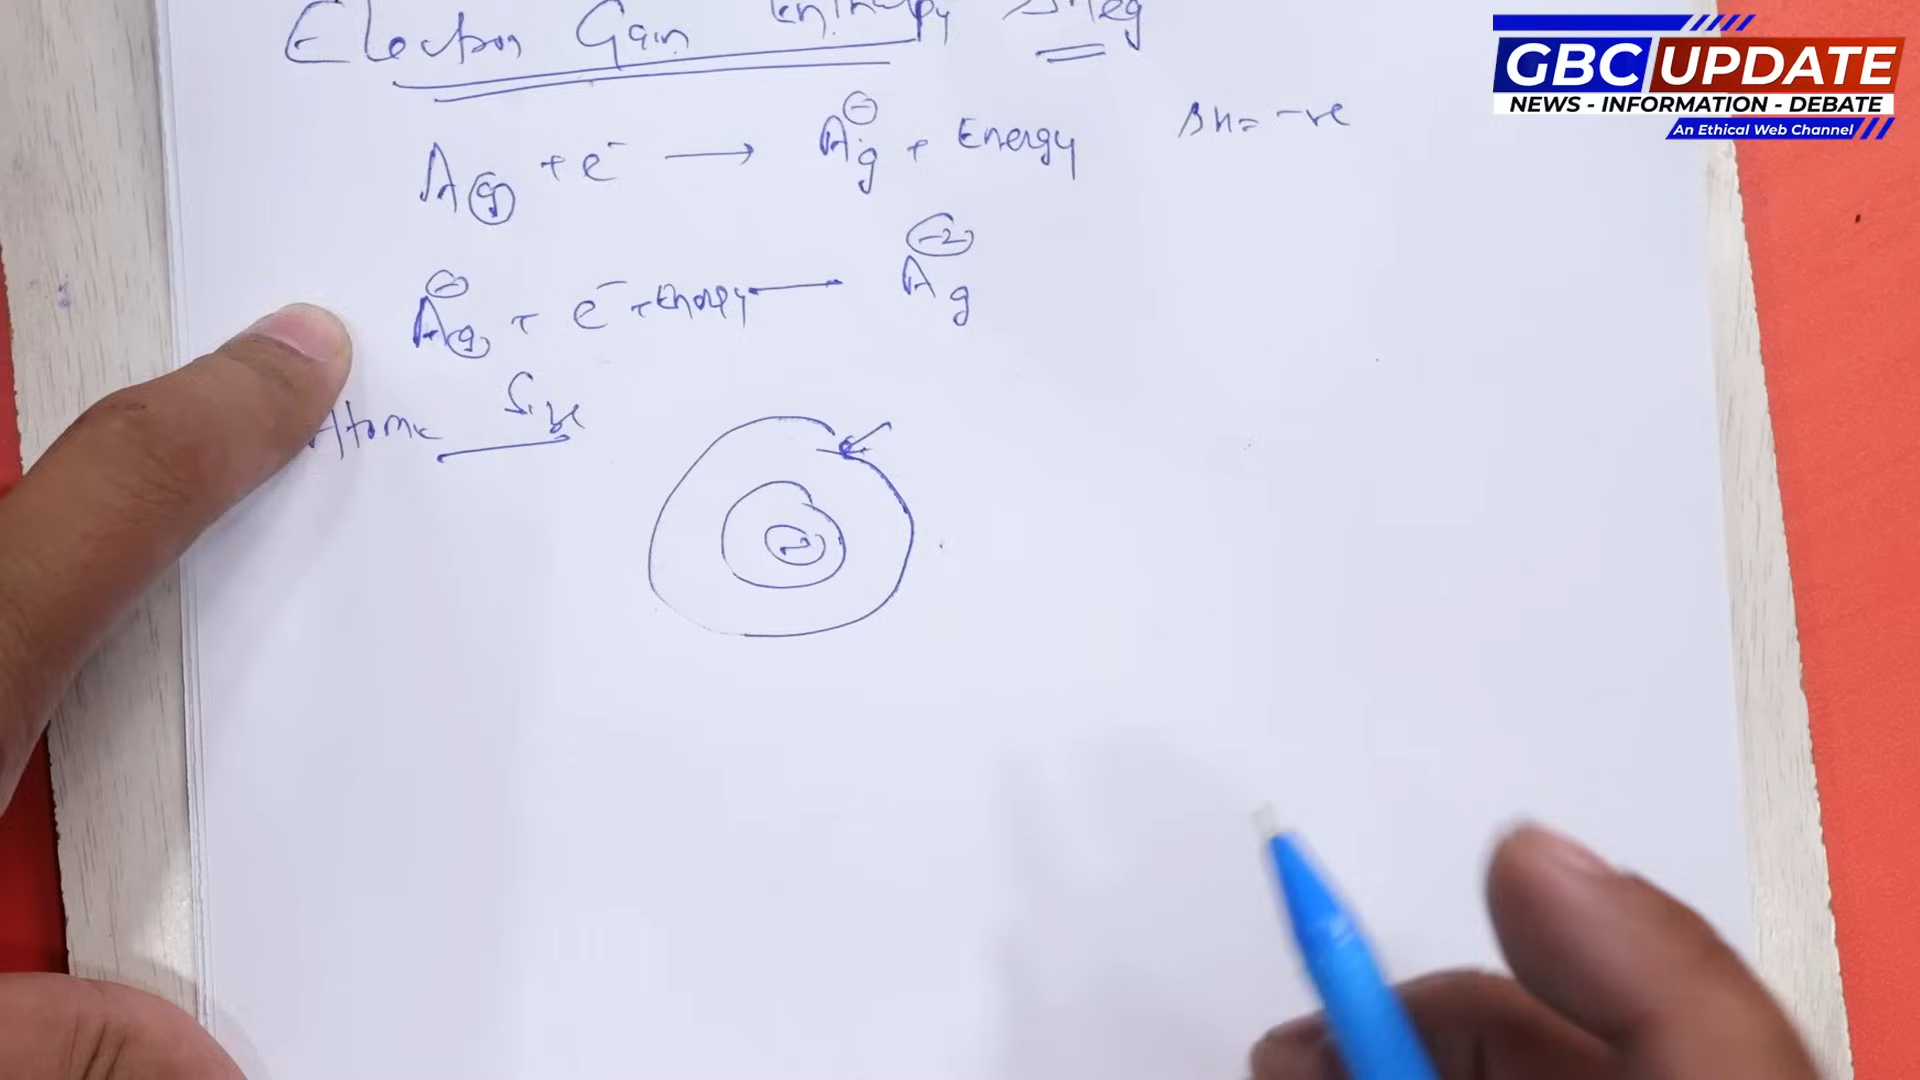 Electron Gain Enthalpy ΔHeg
A(g) + e⁻ ⟶ A⁻g + Energy ΔH= -ve
A⁻(g) + e⁻ + Energy ⟶ A⁻²g
Atomic Size
GBC UPDATE
NEWS - INFORMATION - DEBATE
An Ethical Web Channel